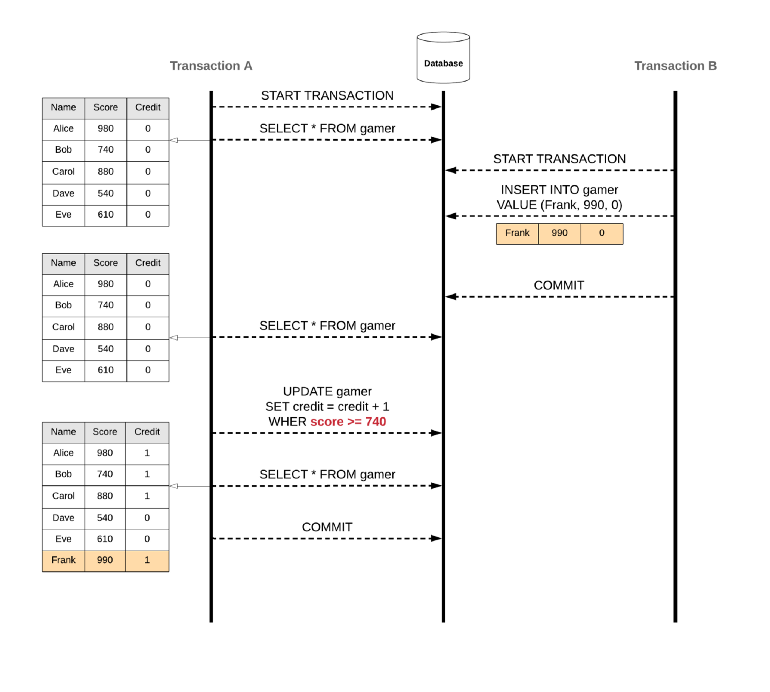 Database
Transaction A
Transaction B
START TRANSACTION
Name Score Credit
Alice 980 0
Bob 740 0
Carol 880 0
Dave 540 0
Eve 610 0
SELECT * FROM gamer
START TRANSACTION
INSERT INTO gamer
VALUE (Frank, 990, 0)
Frank 990 0
COMMIT
Name Score Credit
Alice 980 0
Bob 740 0
Carol 880 0
Dave 540 0
Eve 610 0
SELECT * FROM gamer
UPDATE gamer
SET credit = credit + 1
WHER score >= 740
Name Score Credit
Alice 980 1
Bob 740 1
Carol 880 1
Dave 540 0
Eve 610 0
Frank 990 1
SELECT * FROM gamer
COMMIT